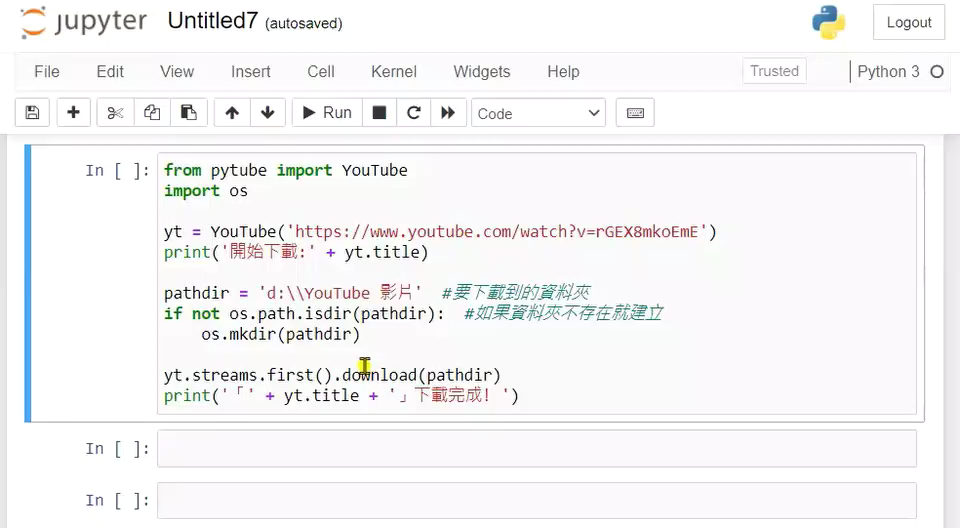 jupyter Untitled7 (autosaved) Logout
File Edit View Insert Cell Kernel Widgets Help Trusted Python 3
Run Code
In [ ]: from pytube import YouTube
import os
yt = YouTube('https://www.youtube.com/watch?v=rGEX8mkoEmE')
print('開始下載:' + yt.title)
pathdir = 'd:\\YouTube 影片' #要下載到的資料夾
if not os.path.isdir(pathdir): #如果資料夾不存在就建立
os.mkdir(pathdir)
yt.streams.first().download(pathdir)
print('「' + yt.title + '」下載完成! ')
In [ ]:
In [ ]: